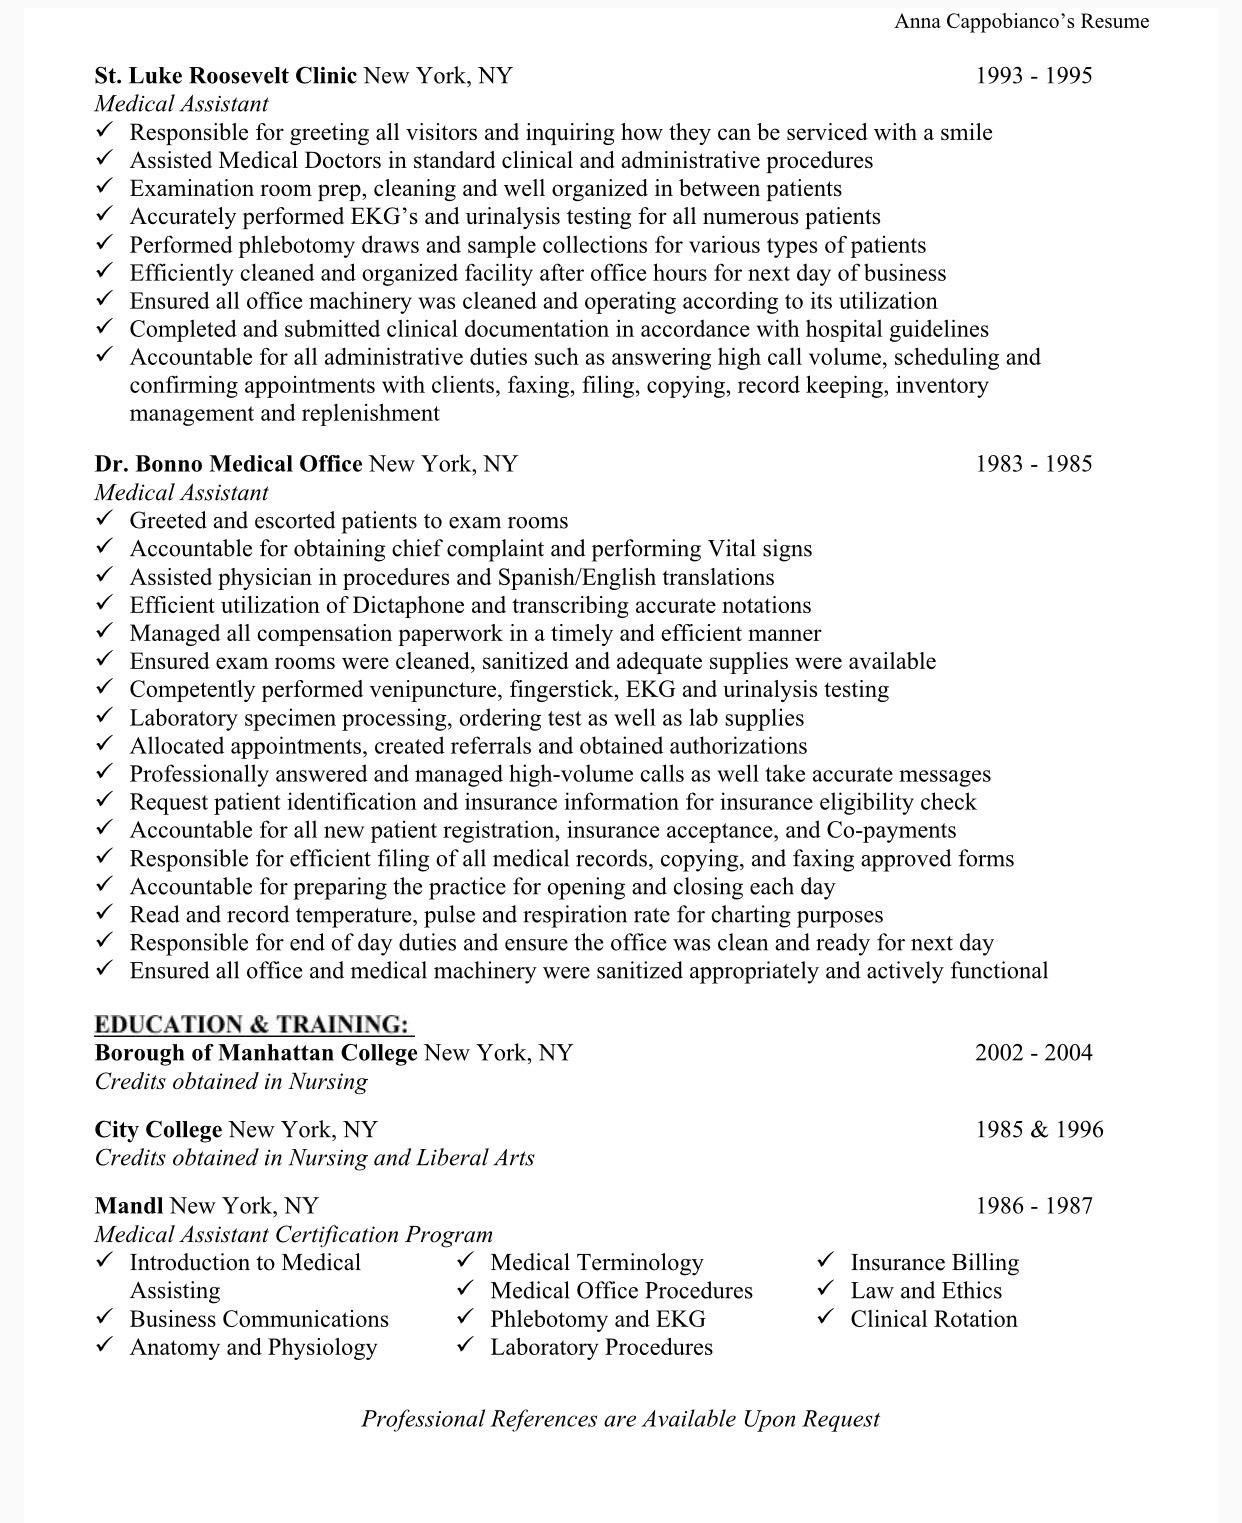 Anna Cappobianco’s Resume
St. Luke Roosevelt Clinic New York, NY 1993 - 1995
Medical Assistant
✓ Responsible for greeting all visitors and inquiring how they can be serviced with a smile
✓ Assisted Medical Doctors in standard clinical and administrative procedures
✓ Examination room prep, cleaning and well organized in between patients
✓ Accurately performed EKG’s and urinalysis testing for all numerous patients
✓ Performed phlebotomy draws and sample collections for various types of patients
✓ Efficiently cleaned and organized facility after office hours for next day of business
✓ Ensured all office machinery was cleaned and operating according to its utilization
✓ Completed and submitted clinical documentation in accordance with hospital guidelines
✓ Accountable for all administrative duties such as answering high call volume, scheduling and
confirming appointments with clients, faxing, filing, copying, record keeping, inventory
management and replenishment
Dr. Bonno Medical Office New York, NY 1983 - 1985
Medical Assistant
✓ Greeted and escorted patients to exam rooms
✓ Accountable for obtaining chief complaint and performing Vital signs
✓ Assisted physician in procedures and Spanish/English translations
✓ Efficient utilization of Dictaphone and transcribing accurate notations
✓ Managed all compensation paperwork in a timely and efficient manner
✓ Ensured exam rooms were cleaned, sanitized and adequate supplies were available
✓ Competently performed venipuncture, fingerstick, EKG and urinalysis testing
✓ Laboratory specimen processing, ordering test as well as lab supplies
✓ Allocated appointments, created referrals and obtained authorizations
✓ Professionally answered and managed high-volume calls as well take accurate messages
✓ Request patient identification and insurance information for insurance eligibility check
✓ Accountable for all new patient registration, insurance acceptance, and Co-payments
✓ Responsible for efficient filing of all medical records, copying, and faxing approved forms
✓ Accountable for preparing the practice for opening and closing each day
✓ Read and record temperature, pulse and respiration rate for charting purposes
✓ Responsible for end of day duties and ensure the office was clean and ready for next day
✓ Ensured all office and medical machinery were sanitized appropriately and actively functional
EDUCATION & TRAINING:
Borough of Manhattan College New York, NY 2002 - 2004
Credits obtained in Nursing
City College New York, NY 1985 & 1996
Credits obtained in Nursing and Liberal Arts
Mandl New York, NY 1986 - 1987
Medical Assistant Certification Program
✓ Introduction to Medical
Assisting
✓ Business Communications
✓ Anatomy and Physiology
✓ Medical Terminology
✓ Medical Office Procedures
✓ Phlebotomy and EKG
✓ Laboratory Procedures
✓ Insurance Billing
✓ Law and Ethics
✓ Clinical Rotation
Professional References are Available Upon Request